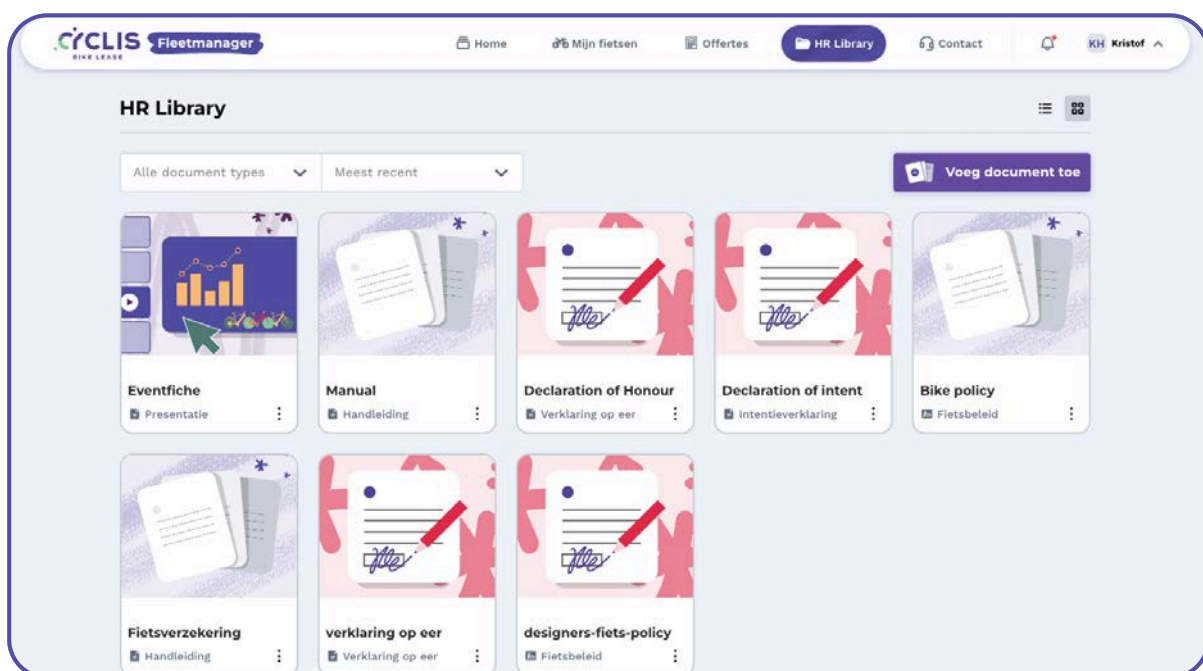 CYCLIS Fleetmanager
BIKE LEASE
Home
Mijn fietsen
Offertes
HR Library
Contact
KH Kristof
HR Library
Alle document types
Meest recent
Voeg document toe
Eventfiche
Presentatie
Manual
Handleiding
Declaration of Honour
Verklaring op eer
Declaration of intent
Intentieverklaring
Bike policy
Fietsbeleid
Fietsverzekering
Handleiding
verklaring op eer
Verklaring op eer
designers-fiets-policy
Fietsbeleid